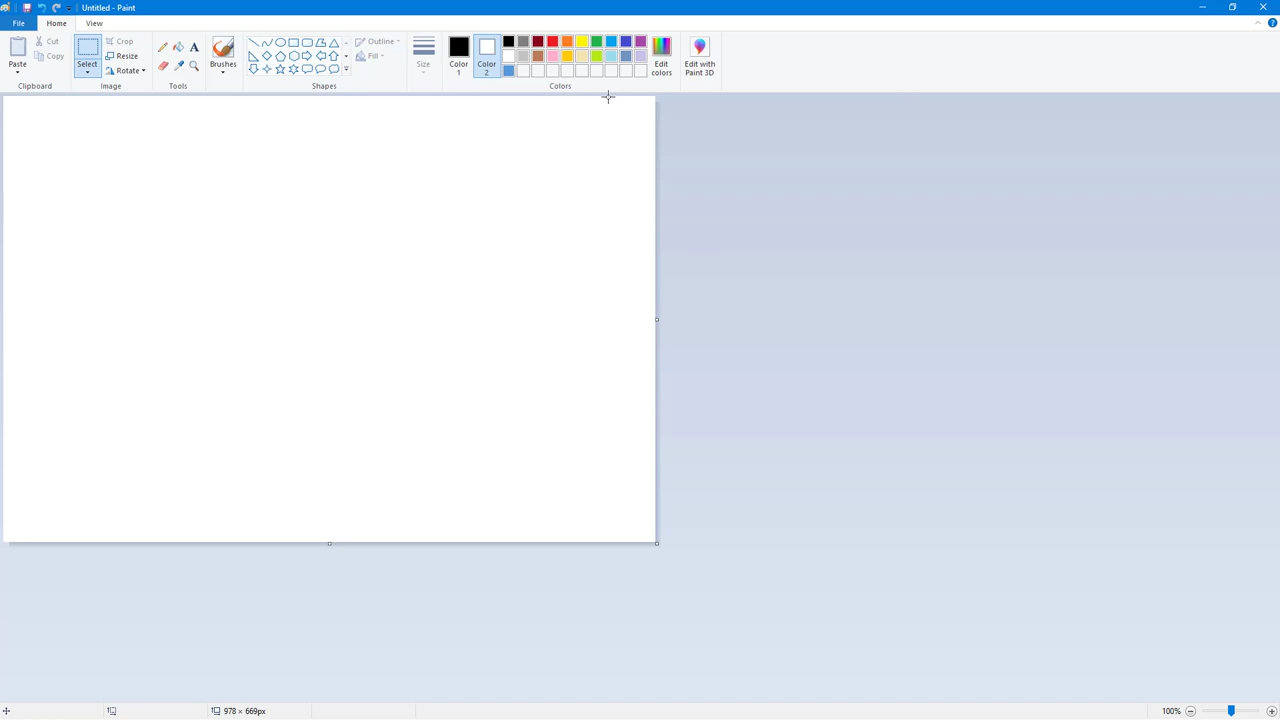 Untitled - Paint
File Home View
Paste
Clipboard
Cut
Copy
Select
Crop
Resize
Rotate
Image
A
Tools
Brushes
Outline
Fill
Shapes
Size
Color 1
Color 2
Edit colors
Colors
Edit with Paint 3D
978 × 669px
100%